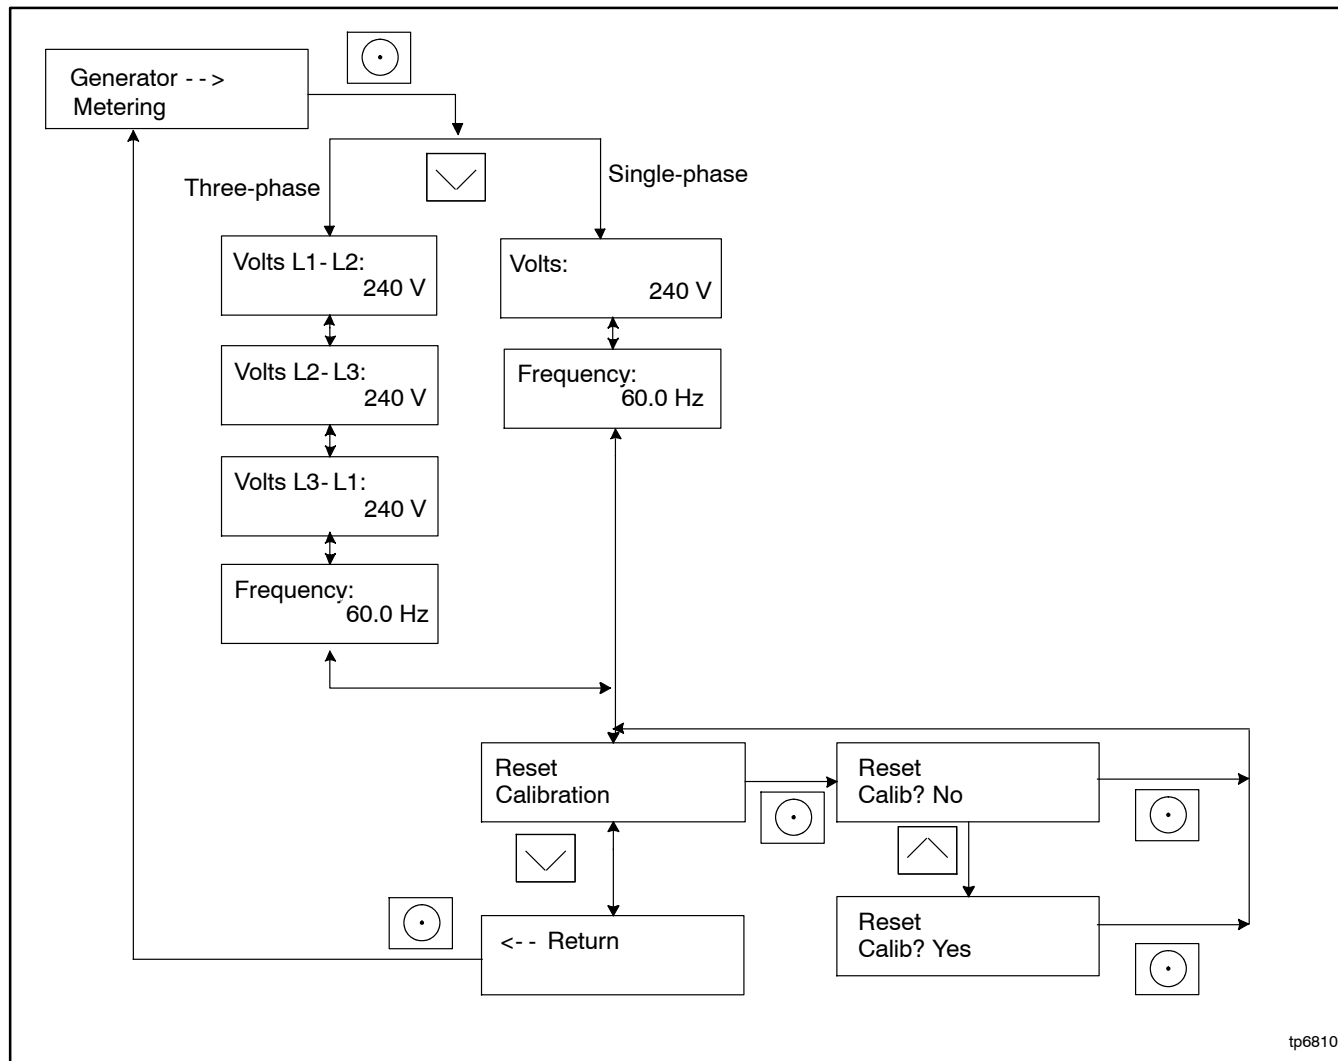 Generator - - >
Metering
Three-phase
Single-phase
Volts L1- L2:
240 V
Volts:
240 V
Volts L2- L3:
240 V
Frequency:
60.0 Hz
Volts L3- L1:
240 V
Frequency:
60.0 Hz
Reset
Calibration
Reset
Calib? No
<- - Return
Reset
Calib? Yes
tp6810